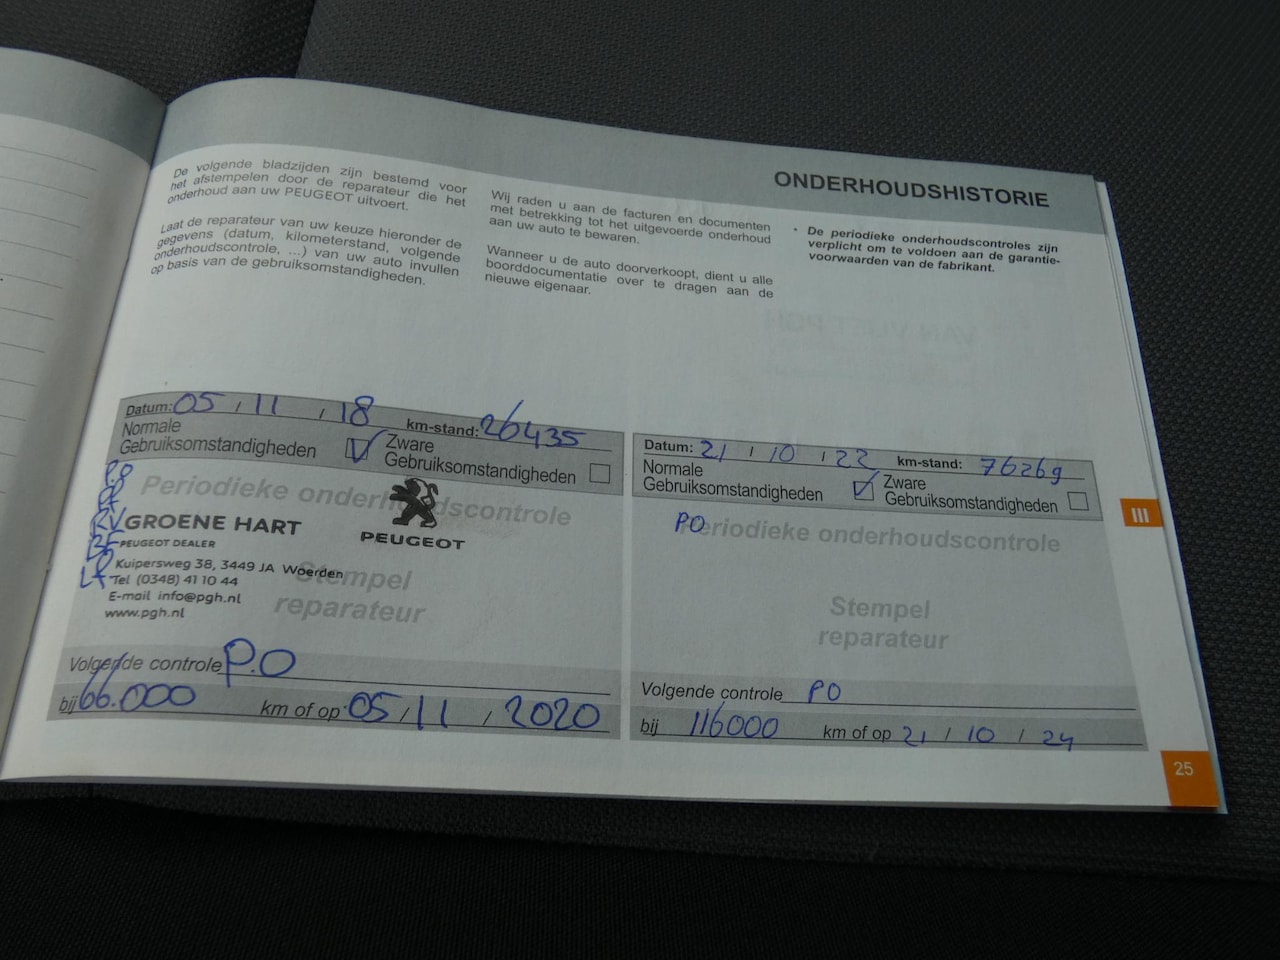 ONDERHOUDSHISTORIE
De volgende bladzijden zijn bestemd voor
het afstempelen door de reparateur die het
onderhoud aan uw PEUGEOT uitvoert.
Laat de reparateur van uw keuze hieronder de
gegevens (datum, kilometerstand, volgende
onderhoudscontrole, ...) van uw auto invullen
op basis van de gebruiksomstandigheden.
Wij raden u aan de facturen en documenten
met betrekking tot het uitgevoerde onderhoud
aan uw auto te bewaren.
Wanneer u de auto doorverkoopt, dient u alle
boorddocumentatie over te dragen aan de
nieuwe eigenaar.
• De periodieke onderhoudscontroles zijn
verplicht om te voldoen aan de garantie-
voorwaarden van de fabrikant.
Datum: 05 / 11 / 18 km-stand: 26435
Normale
Gebruiksomstandigheden
Zware
Gebruiksomstandigheden
P.O
Periodieke onderhoudscontrole
RV
GROENE HART
PEUGEOT
PEUGEOT DEALER
Kuipersweg 38, 3449 JA Woerden
Tel (0348) 41 10 44
E-mail info@pgh.nl
www.pgh.nl
Stempel
reparateur
Volgende controle P.O
bij 66.000 km of op 05 / 11 / 2020
Datum: 21 / 10 / 22 km-stand: 76269
Normale
Gebruiksomstandigheden
Zware
Gebruiksomstandigheden
PO
Periodieke onderhoudscontrole
Stempel
reparateur
Volgende controle PO
bij 116000 km of op 21 / 10 / 24
III
25